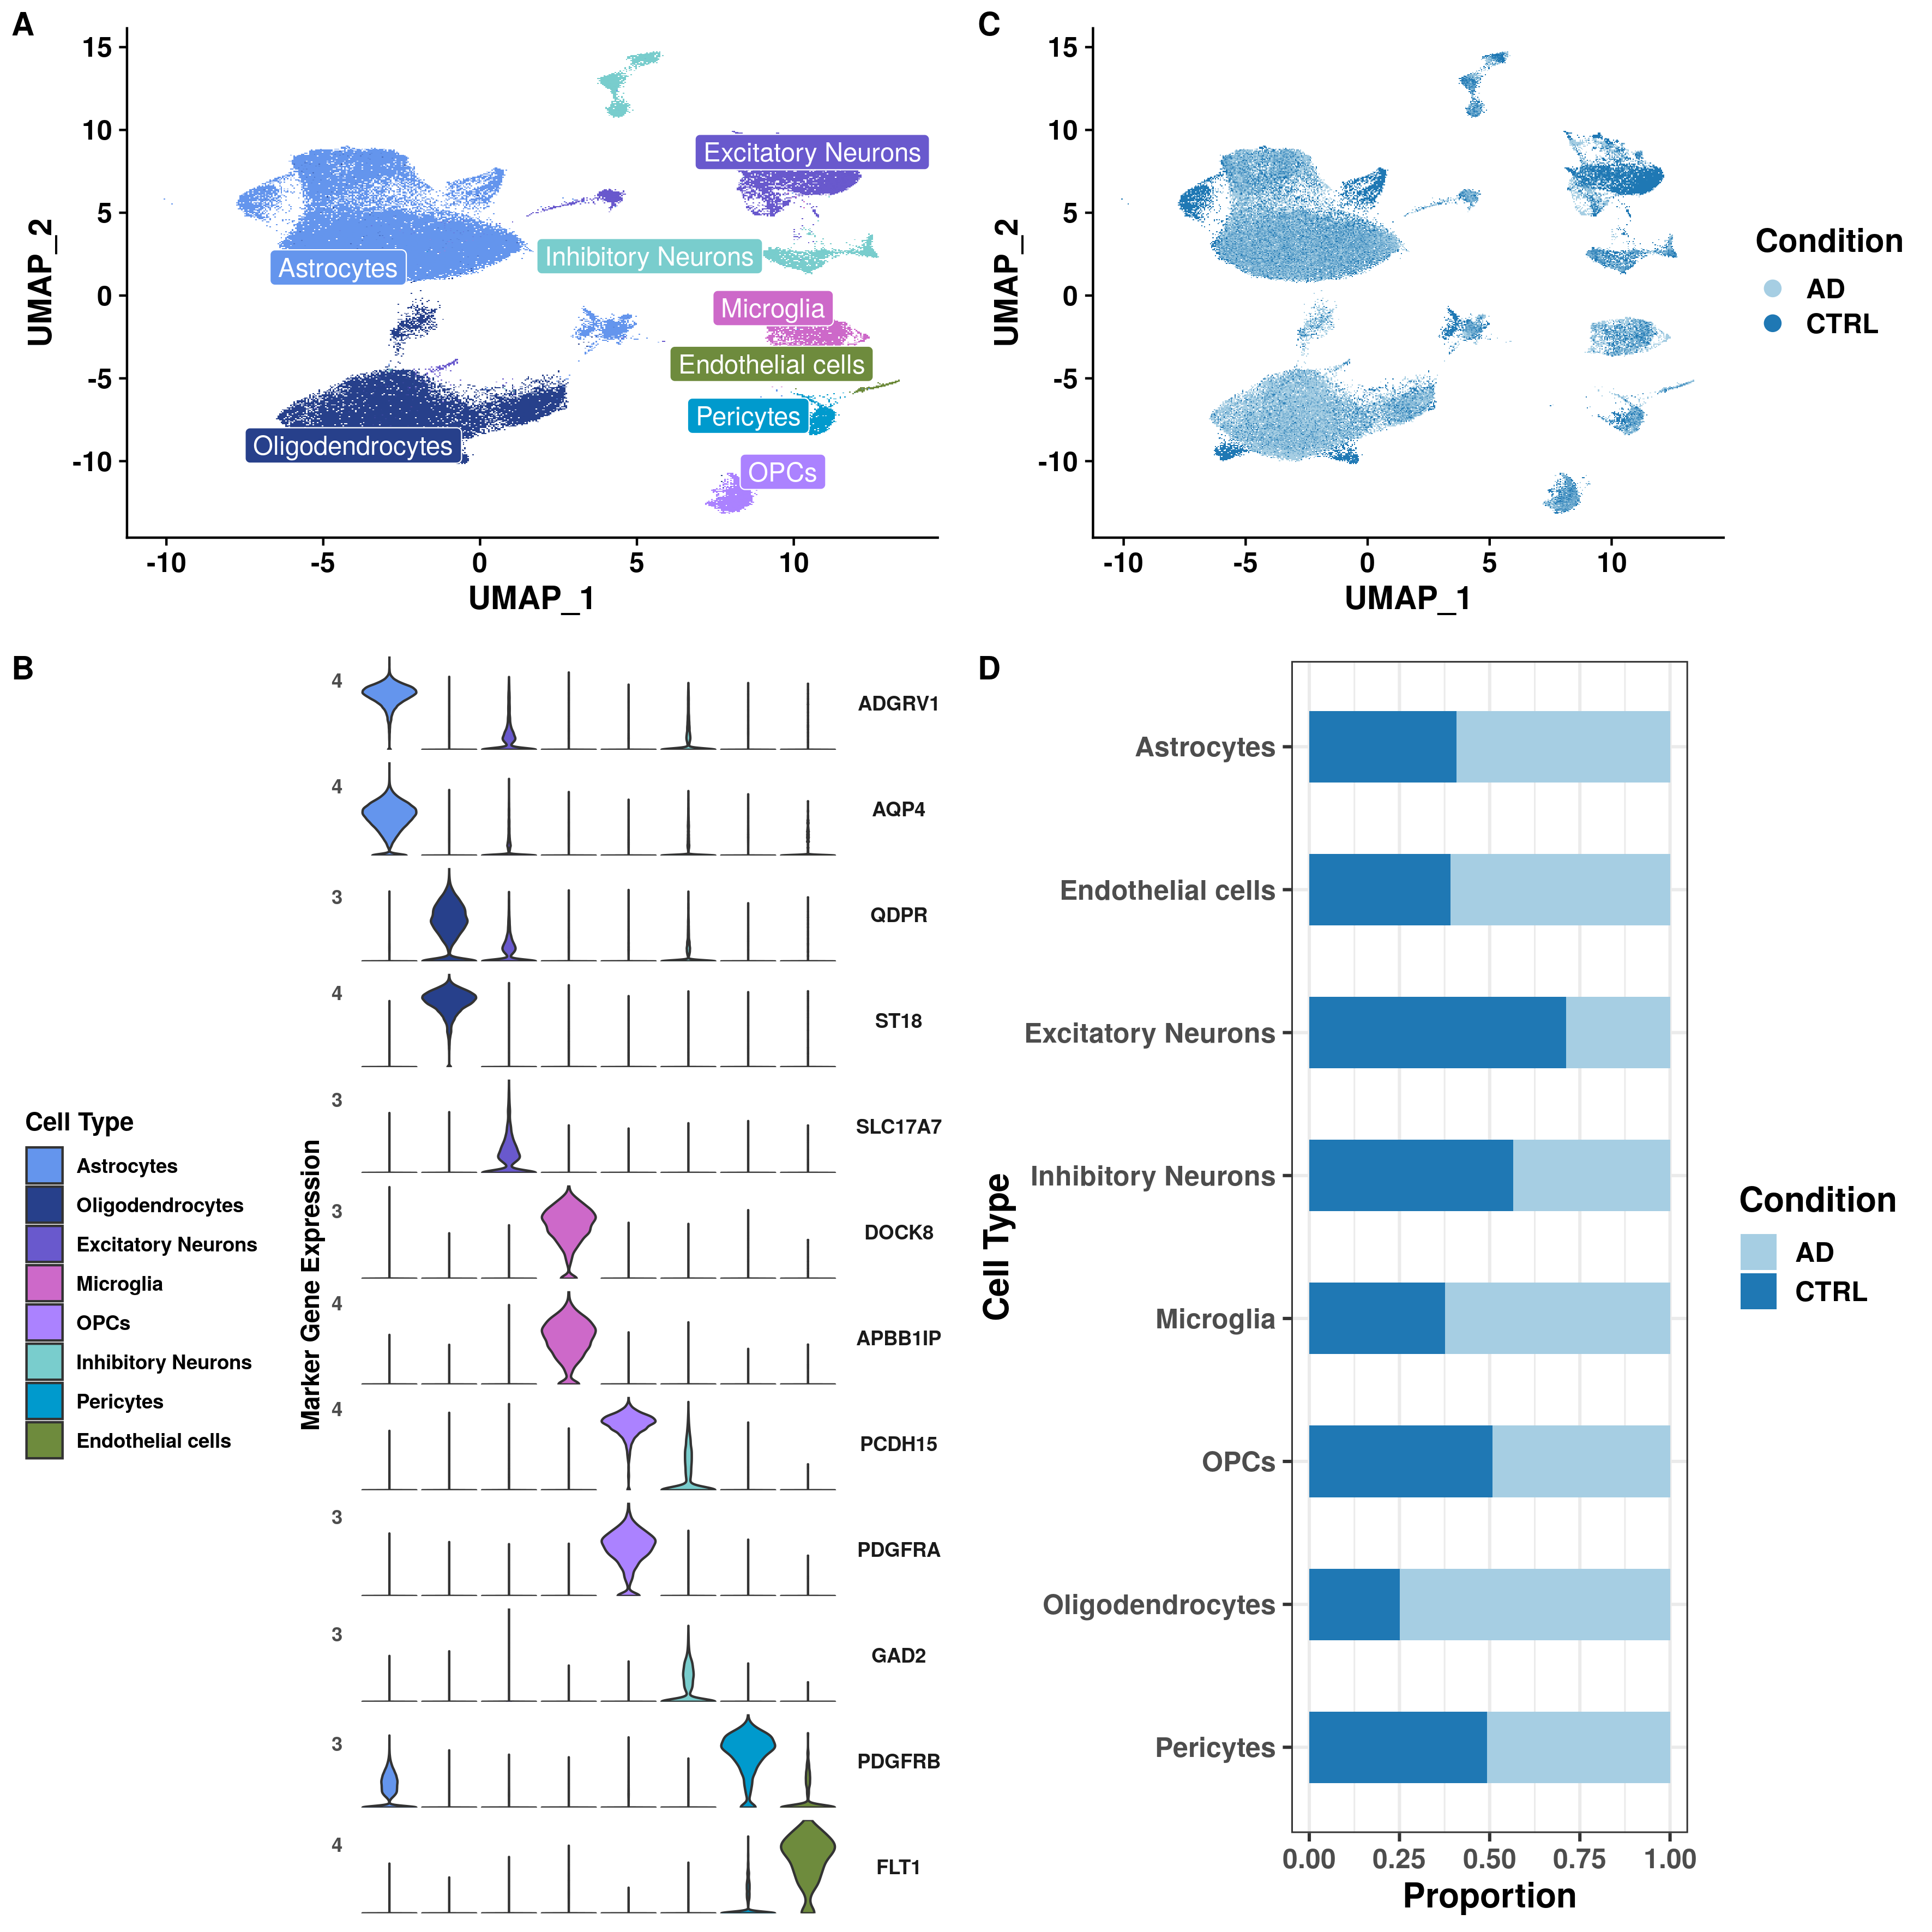 A
15
10
5
0
-5
-10
UMAP_2
Excitatory Neurons
Inhibitory Neurons
Astrocytes
Microglia
Endothelial cells
Pericytes
Oligodendrocytes
OPCs
-10
-5
0
5
10
UMAP_1
C
15
10
5
0
-5
-10
UMAP_2
-10
-5
0
5
10
UMAP_1
Condition
AD
CTRL
B
Cell Type
Astrocytes
Oligodendrocytes
Excitatory Neurons
Microglia
OPCs
Inhibitory Neurons
Pericytes
Endothelial cells
Marker Gene Expression
4
ADGRV1
4
AQP4
3
QDPR
4
ST18
3
SLC17A7
3
DOCK8
4
APBB1IP
4
PCDH15
3
PDGFRA
3
GAD2
3
PDGFRB
4
FLT1
D
Cell Type
Astrocytes
Endothelial cells
Excitatory Neurons
Inhibitory Neurons
Microglia
OPCs
Oligodendrocytes
Pericytes
0.00
0.25
0.50
0.75
1.00
Proportion
Condition
AD
CTRL